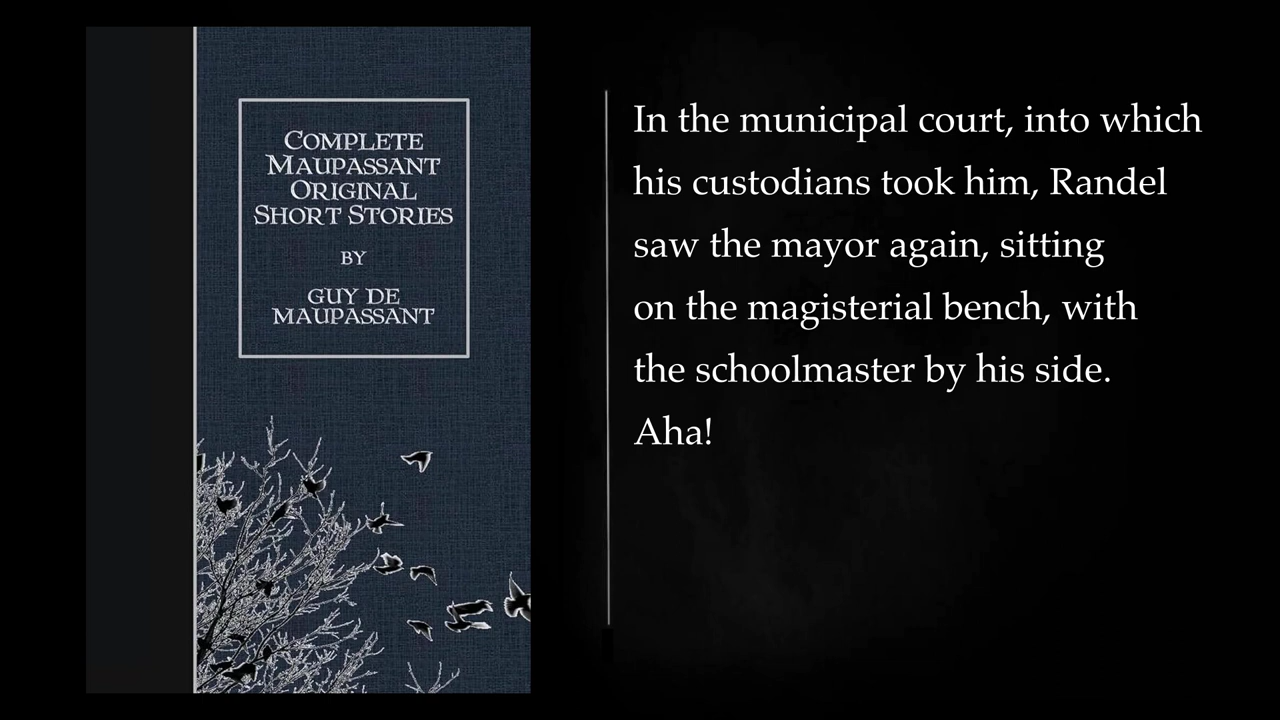 COMPLETE
MAUPASSANT
ORIGINAL
SHORT STORIES
BY
GUY DE
MAUPASSANT
In the municipal court, into which
his custodians took him, Randel
saw the mayor again, sitting
on the magisterial bench, with
the schoolmaster by his side.
Aha!